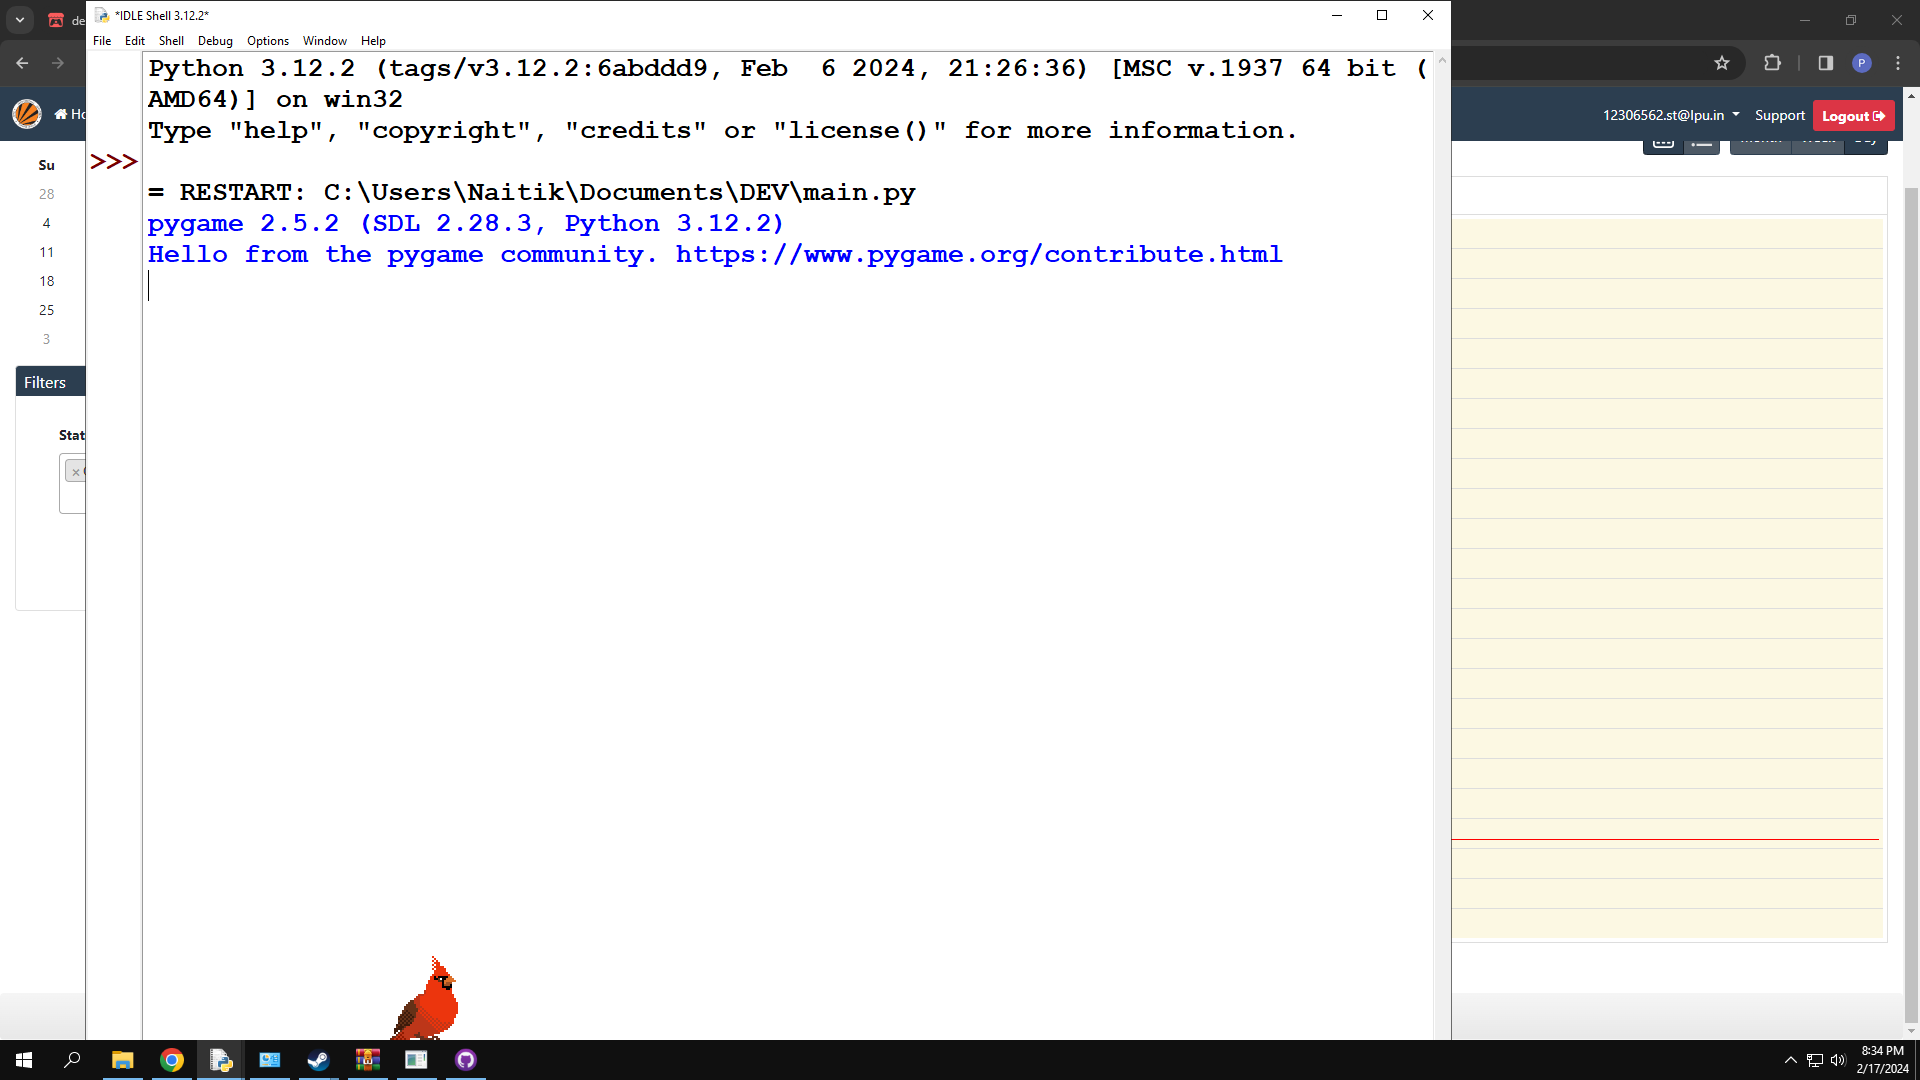 de
*IDLE Shell 3.12.2*
File Edit Shell Debug Options Window Help
Python 3.12.2 (tags/v3.12.2:6abddd9, Feb  6 2024, 21:26:36) [MSC v.1937 64 bit (
AMD64)] on win32
Type "help", "copyright", "credits" or "license()" for more information.
>>>
= RESTART: C:\Users\Naitik\Documents\DEV\main.py
pygame 2.5.2 (SDL 2.28.3, Python 3.12.2)
Hello from the pygame community. https://www.pygame.org/contribute.html
P
Ho
12306562.st@lpu.in Support Logout
Su
28
4
11
18
25
3
Filters
Stat
×
8:34 PM
2/17/2024